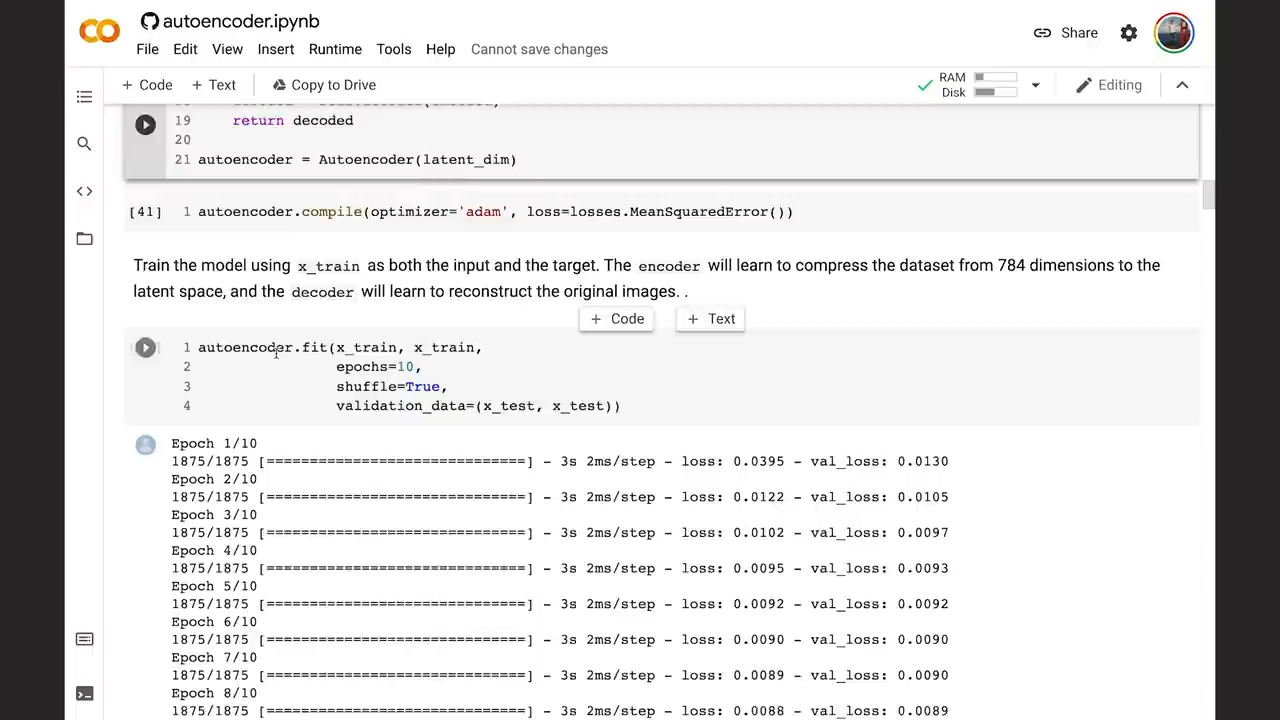 autoencoder.ipynb
Share
File Edit View Insert Runtime Tools Help Cannot save changes
+ Code + Text Copy to Drive
RAM
Disk
Editing
19 return decoded
20
21 autoencoder = Autoencoder(latent_dim)
[41] 1 autoencoder.compile(optimizer='adam', loss=losses.MeanSquaredError())
Train the model using x_train as both the input and the target. The encoder will learn to compress the dataset from 784 dimensions to the
latent space, and the decoder will learn to reconstruct the original images. .
+ Code + Text
1 autoencoder.fit(x_train, x_train,
2 epochs=10,
3 shuffle=True,
4 validation_data=(x_test, x_test))
Epoch 1/10
1875/1875 [==============================] - 3s 2ms/step - loss: 0.0395 - val_loss: 0.0130
Epoch 2/10
1875/1875 [==============================] - 3s 2ms/step - loss: 0.0122 - val_loss: 0.0105
Epoch 3/10
1875/1875 [==============================] - 3s 2ms/step - loss: 0.0102 - val_loss: 0.0097
Epoch 4/10
1875/1875 [==============================] - 3s 2ms/step - loss: 0.0095 - val_loss: 0.0093
Epoch 5/10
1875/1875 [==============================] - 3s 2ms/step - loss: 0.0092 - val_loss: 0.0092
Epoch 6/10
1875/1875 [==============================] - 3s 2ms/step - loss: 0.0090 - val_loss: 0.0090
Epoch 7/10
1875/1875 [==============================] - 3s 2ms/step - loss: 0.0089 - val_loss: 0.0090
Epoch 8/10
1875/1875 [==============================] - 3s 2ms/step - loss: 0.0088 - val_loss: 0.0089